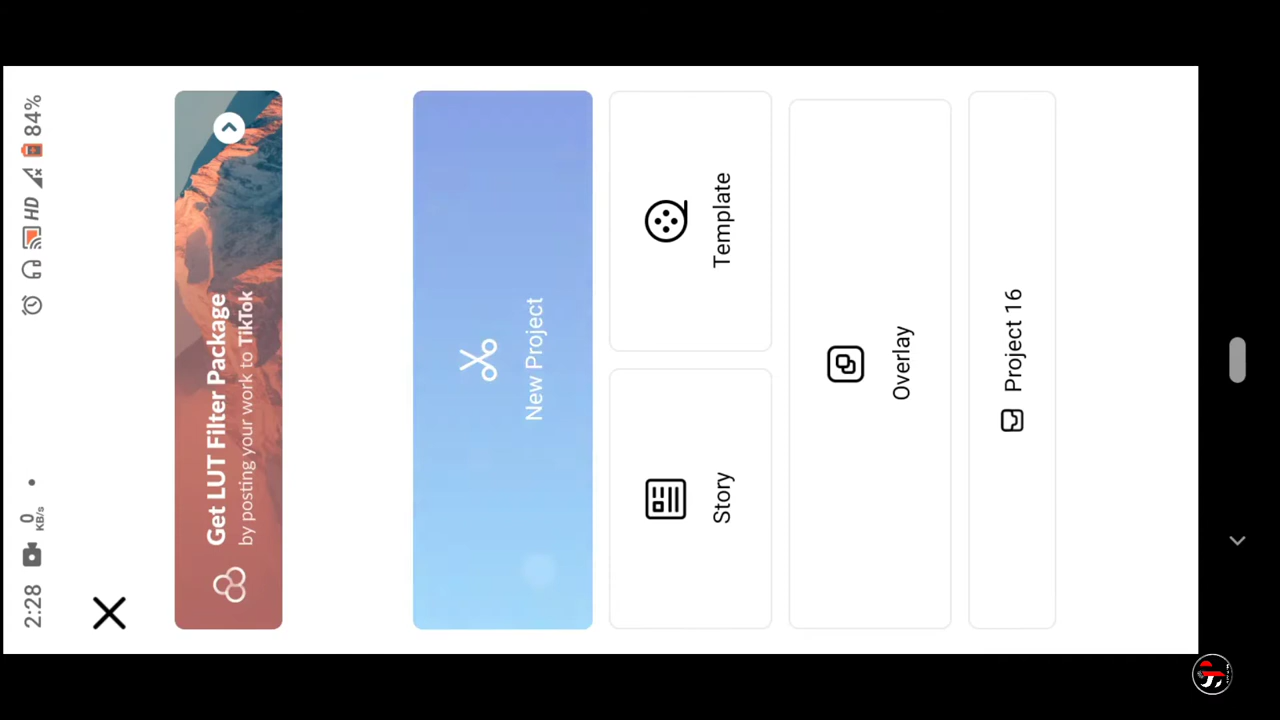 2:28
0
KB/s
HD
84%
Get LUT Filter Package
by posting your work to TikTok
New Project
Story
Template
Overlay
Project 16